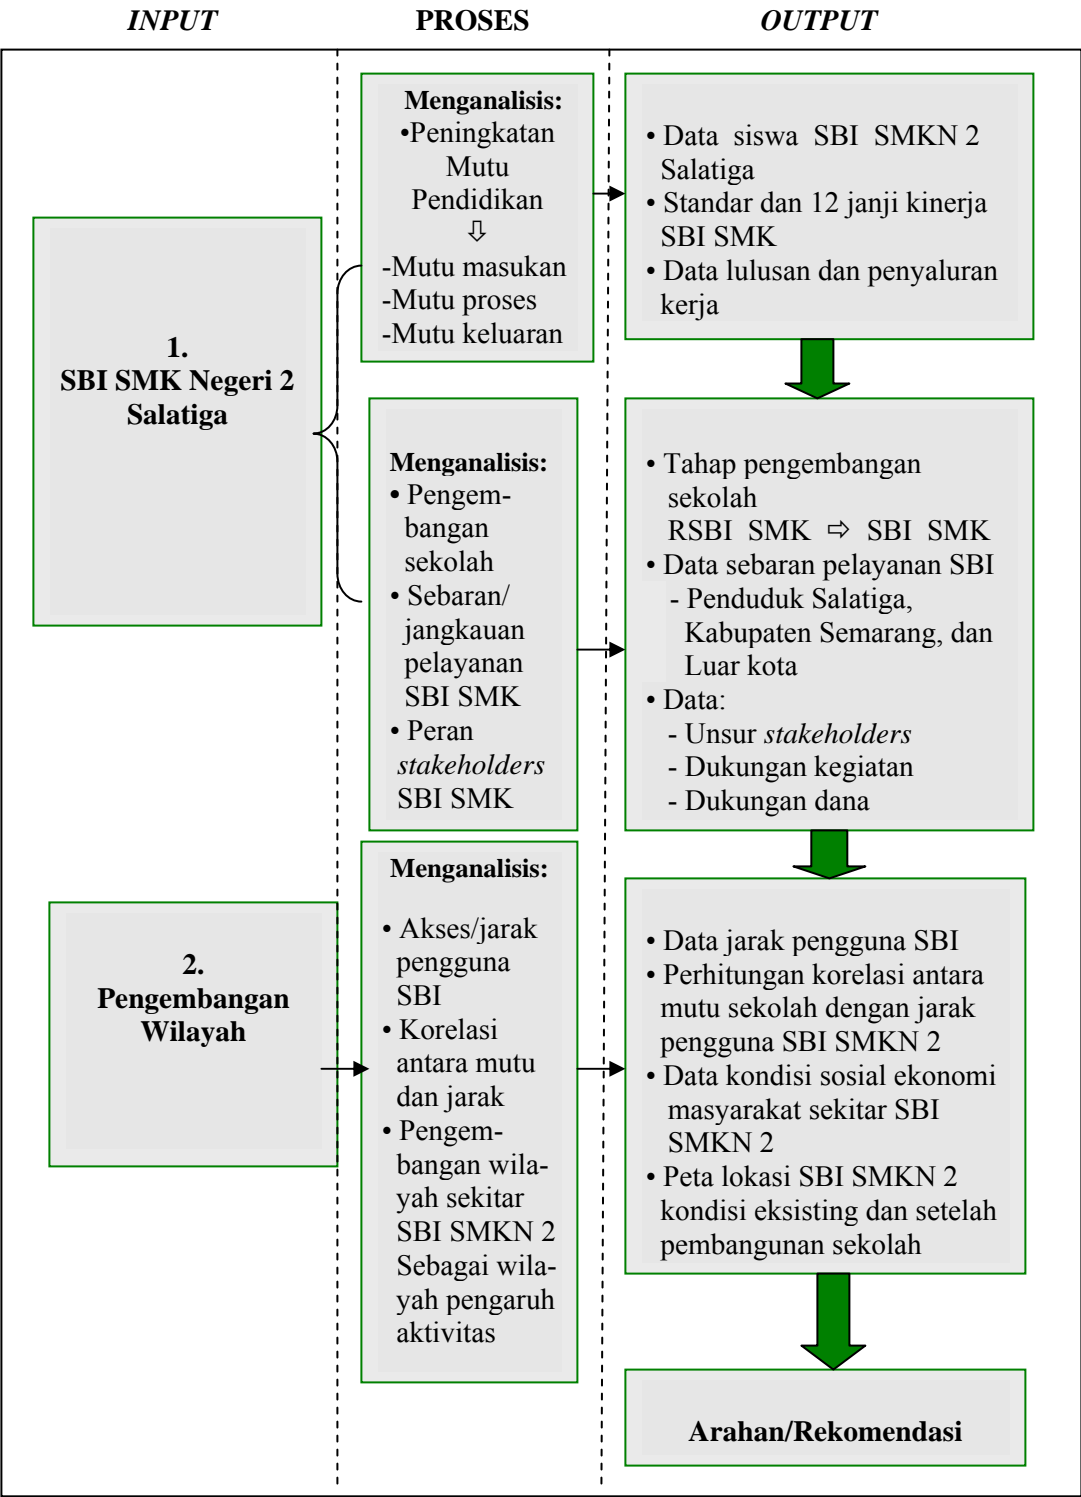 INPUT
PROSES
OUTPUT
1.
SBI SMK Negeri 2
Salatiga
Menganalisis:
•Peningkatan
Mutu
Pendidikan
⇩
-Mutu masukan
-Mutu proses
-Mutu keluaran
• Data siswa SBI SMKN 2
Salatiga
• Standar dan 12 janji kinerja
SBI SMK
• Data lulusan dan penyaluran
kerja
Menganalisis:
• Pengem-
bangan
sekolah
• Sebaran/
jangkauan
pelayanan
SBI SMK
• Peran
stakeholders
SBI SMK
• Tahap pengembangan
sekolah
RSBI SMK ⇨ SBI SMK
• Data sebaran pelayanan SBI
- Penduduk Salatiga,
Kabupaten Semarang, dan
Luar kota
• Data:
- Unsur stakeholders
- Dukungan kegiatan
- Dukungan dana
2.
Pengembangan
Wilayah
Menganalisis:
• Akses/jarak
pengguna
SBI
• Korelasi
antara mutu
dan jarak
• Pengem-
bangan wila-
yah sekitar
SBI SMKN 2
Sebagai wila-
yah pengaruh
aktivitas
• Data jarak pengguna SBI
• Perhitungan korelasi antara
mutu sekolah dengan jarak
pengguna SBI SMKN 2
• Data kondisi sosial ekonomi
masyarakat sekitar SBI
SMKN 2
• Peta lokasi SBI SMKN 2
kondisi eksisting dan setelah
pembangunan sekolah
Arahan/Rekomendasi